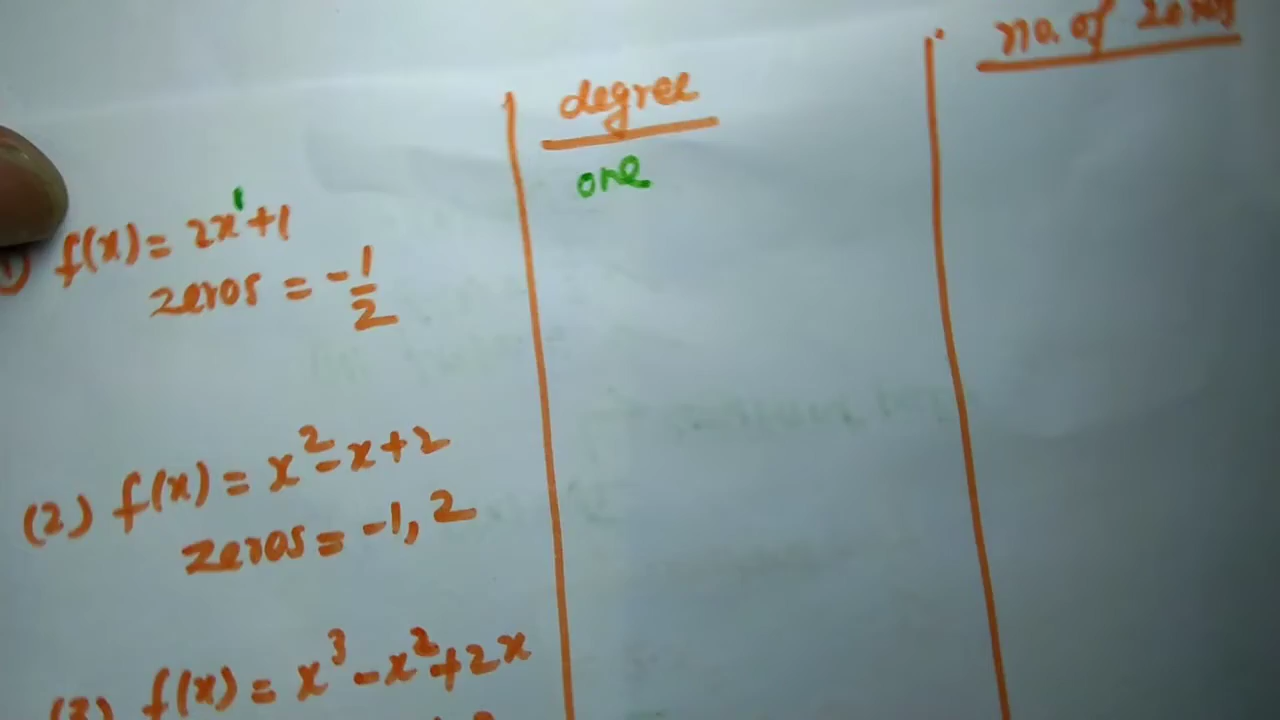 degree
no. of zeros
one
1) f(x) = 2x¹+1
zeros = -1/2
(2) f(x) = x²-x+2
zeros = -1, 2
(3) f(x) = x³-x²+2x